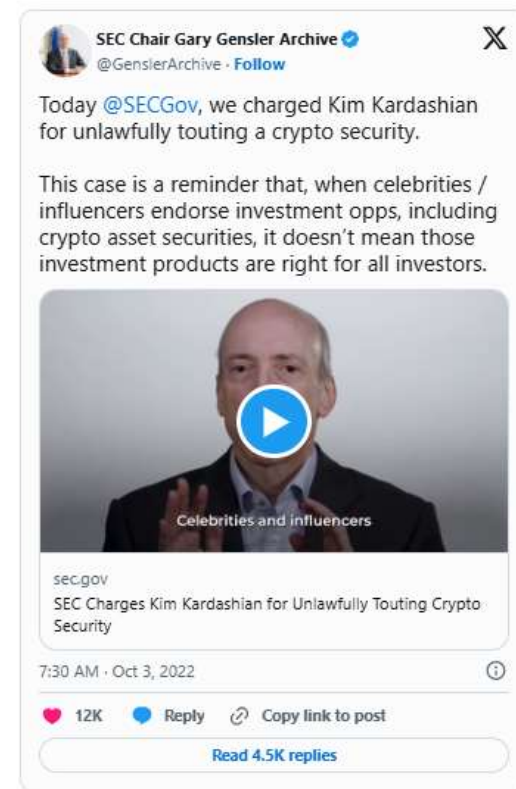 SEC Chair Gary Gensler Archive
@GenslerArchive · Follow
Today @SECGov, we charged Kim Kardashian
for unlawfully touting a crypto security.
This case is a reminder that, when celebrities /
influencers endorse investment opps, including
crypto asset securities, it doesn’t mean those
investment products are right for all investors.
Celebrities and influencers
sec.gov
SEC Charges Kim Kardashian for Unlawfully Touting Crypto
Security
7:30 AM · Oct 3, 2022
12K Reply Copy link to post
Read 4.5K replies